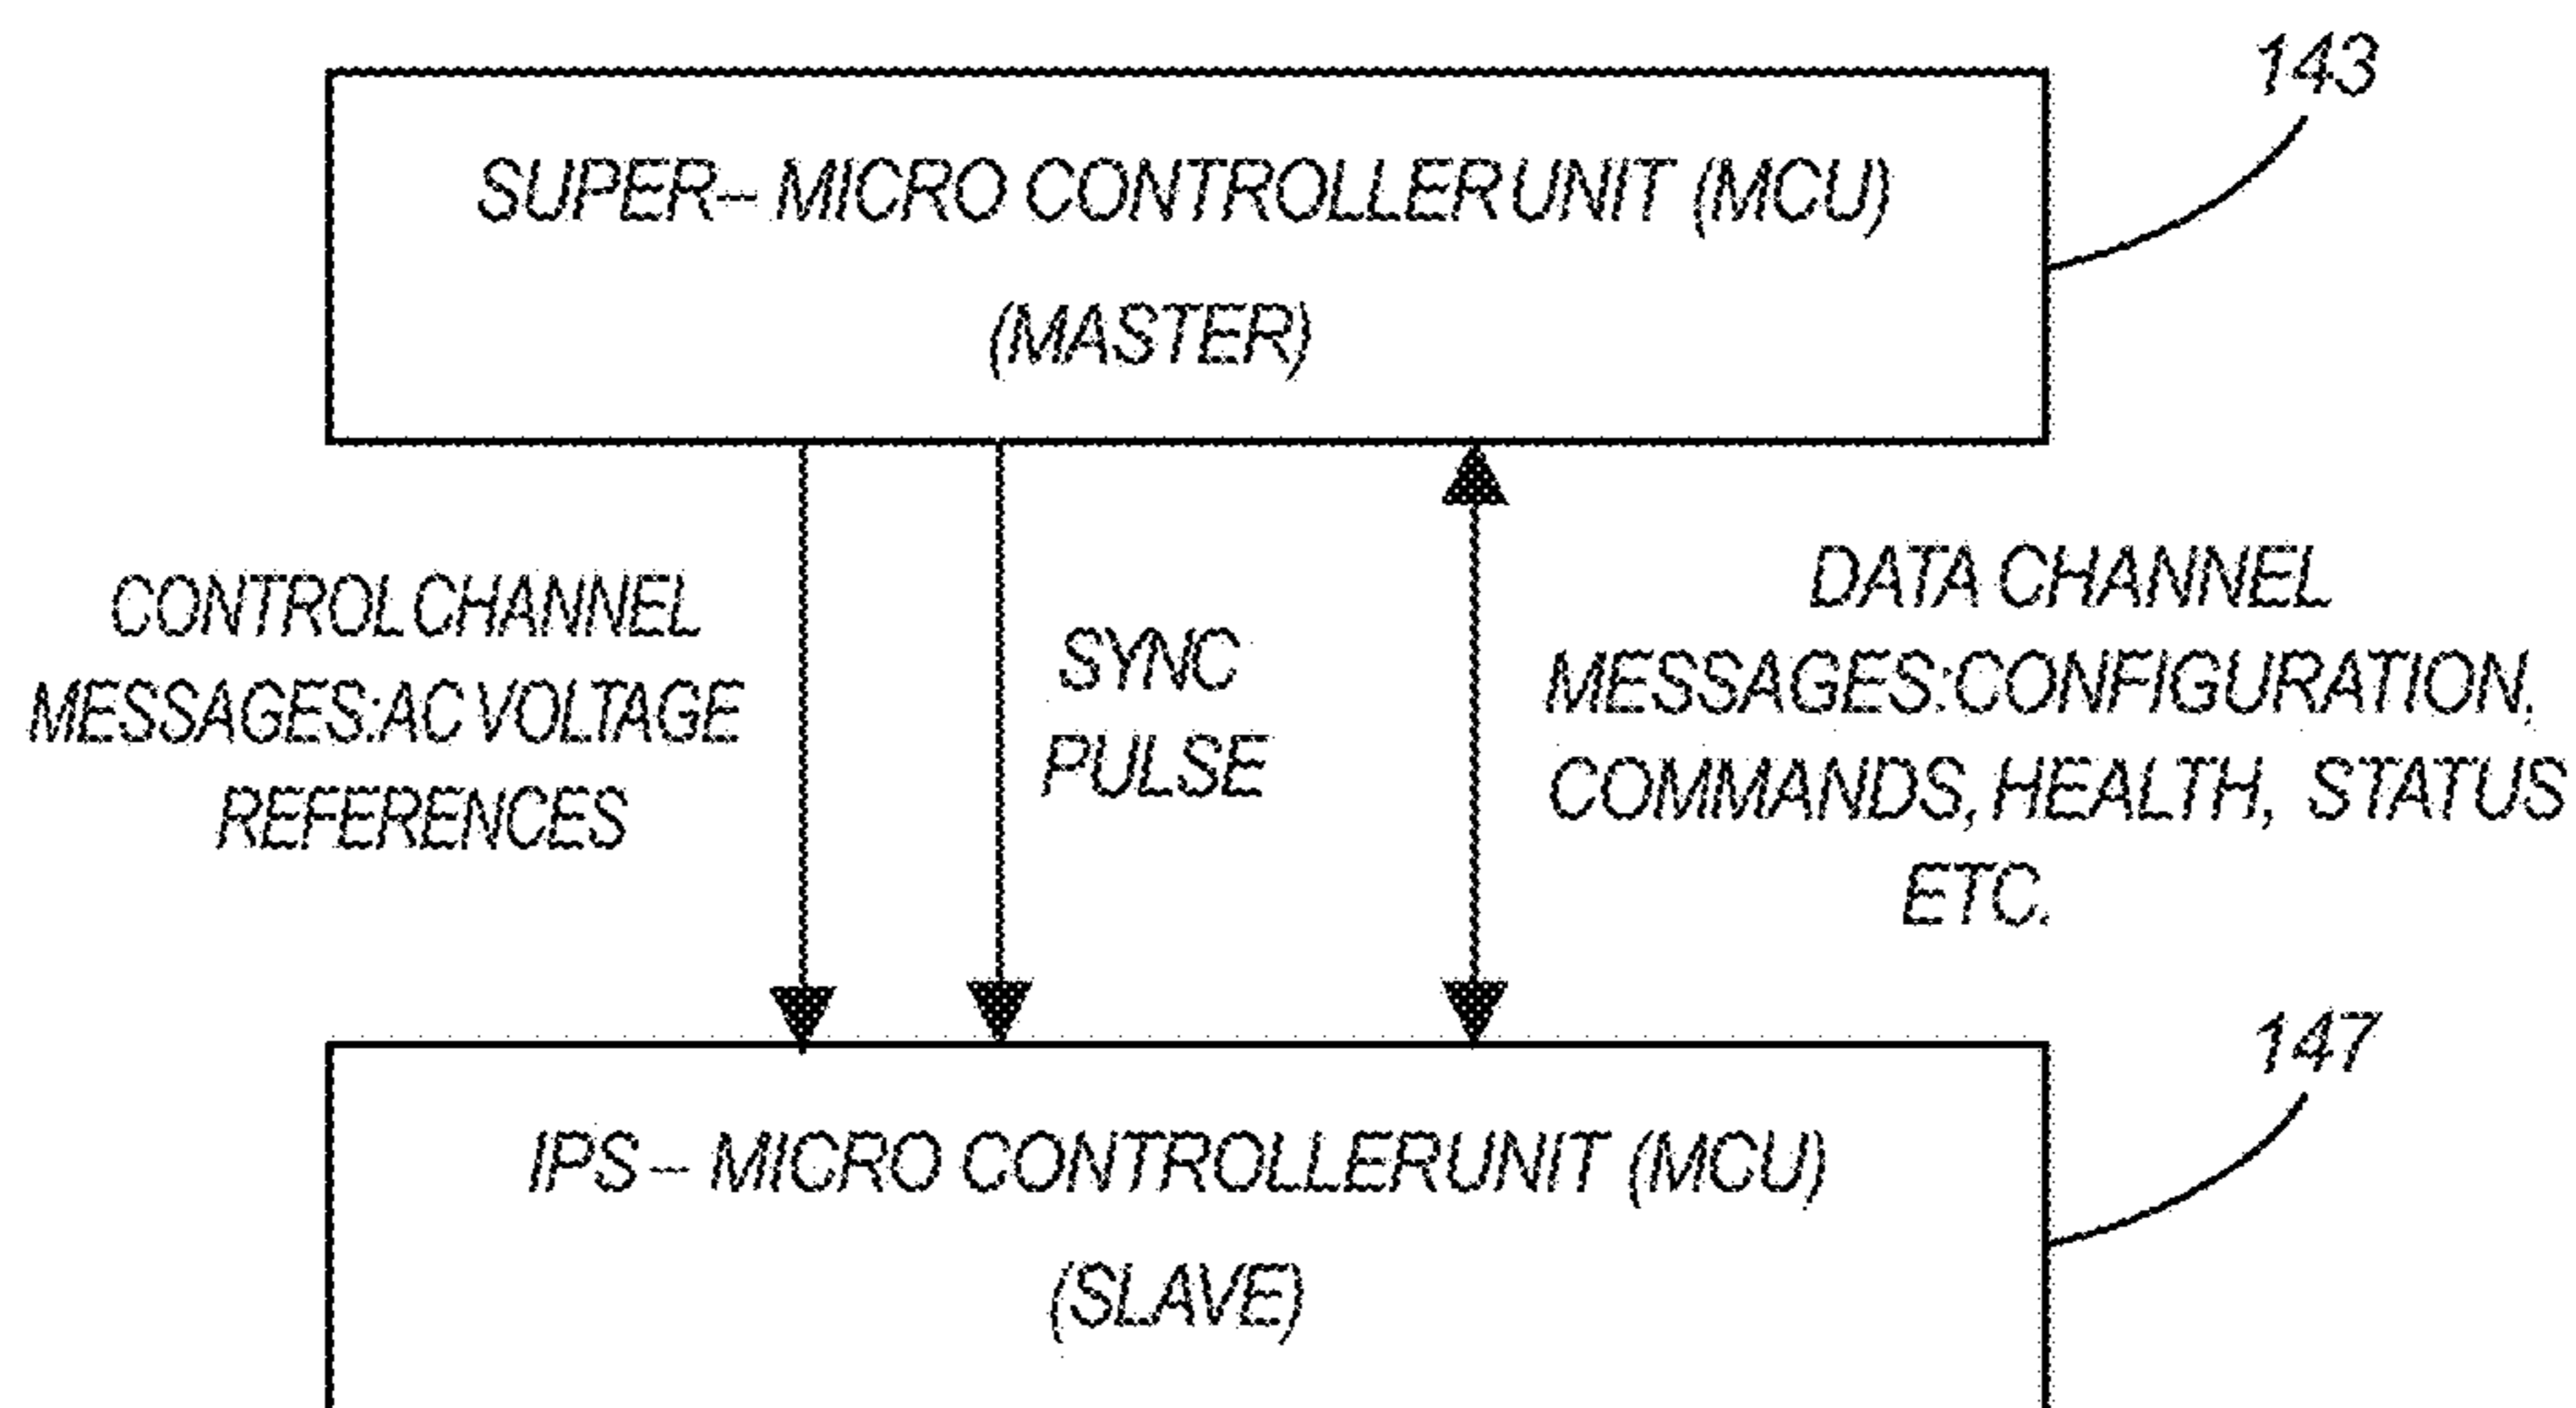 143
SUPER-- MICRO CONTROLLER UNIT (MCU)
(MASTER)
CONTROL CHANNEL
MESSAGES:AC VOLTAGE
REFERENCES
SYNC
PULSE
DATA CHANNEL
MESSAGES:CONFIGURATION,
COMMANDS, HEALTH, STATUS
ETC.
147
IPS -- MICRO CONTROLLER UNIT (MCU)
(SLAVE)